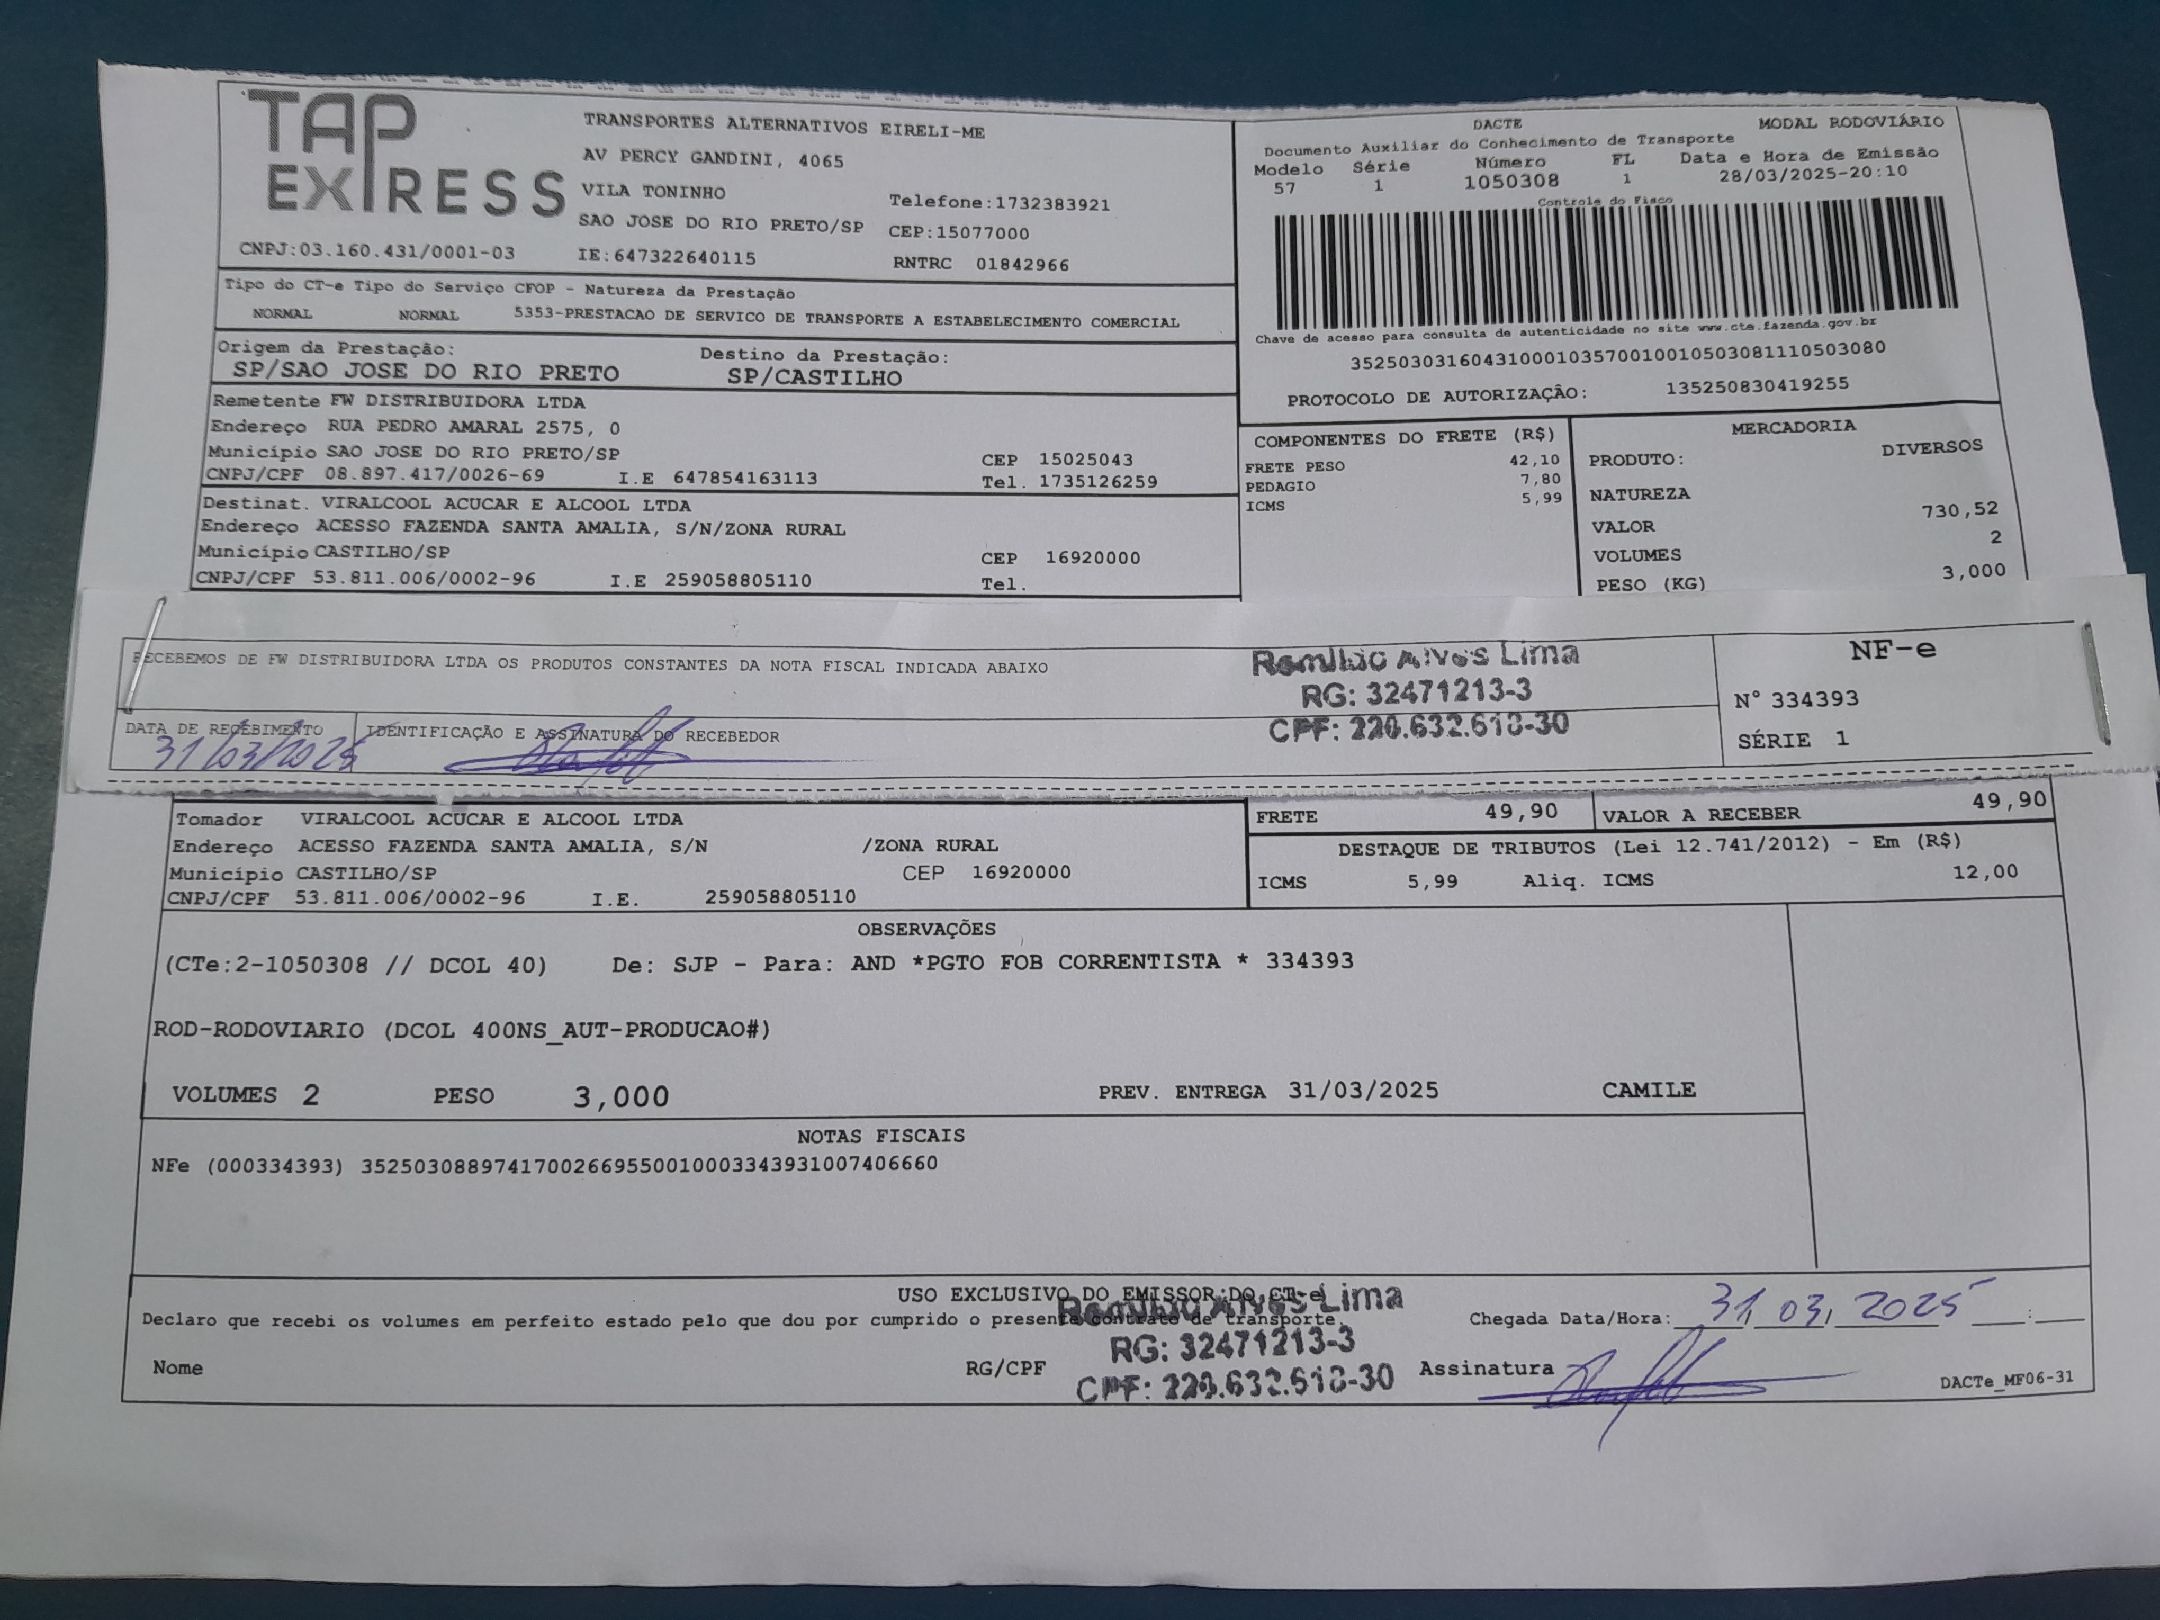 TAP EXPRESS
TRANSPORTES ALTERNATIVOS EIRELI-ME
AV PERCY GANDINI, 4065
VILA TONINHO
Telefone:1732383921
SAO JOSE DO RIO PRETO/SP CEP:15077000
CNPJ:03.160.431/0001-03 IE:647322640115 RNTRC 01842966
DACTE MODAL RODOVIÁRIO
Documento Auxiliar do Conhecimento de Transporte
Modelo Série Número FL Data e Hora de Emissão
57 1 1050308 1 28/03/2025-20:10
Controle do Fisco
Chave de acesso para consulta de autenticidade no site www.cte.fazenda.gov.br
35250303160431000103570010010503081110503080
PROTOCOLO DE AUTORIZAÇÃO: 135250830419255
Tipo do CT-e Tipo do Serviço CFOP - Natureza da Prestação
NORMAL NORMAL 5353-PRESTACAO DE SERVICO DE TRANSPORTE A ESTABELECIMENTO COMERCIAL
Origem da Prestação: Destino da Prestação:
SP/SAO JOSE DO RIO PRETO SP/CASTILHO
Remetente FW DISTRIBUIDORA LTDA
Endereço RUA PEDRO AMARAL 2575, 0
Município SAO JOSE DO RIO PRETO/SP CEP 15025043
CNPJ/CPF 08.897.417/0026-69 I.E 647854163113 Tel. 1735126259
Destinat. VIRALCOOL ACUCAR E ALCOOL LTDA
Endereço ACESSO FAZENDA SANTA AMALIA, S/N/ZONA RURAL
Município CASTILHO/SP CEP 16920000
CNPJ/CPF 53.811.006/0002-96 I.E 259058805110 Tel.
COMPONENTES DO FRETE (R$)
FRETE PESO 42,10
PEDAGIO 7,80
ICMS 5,99
MERCADORIA
PRODUTO: DIVERSOS
NATUREZA
VALOR 730,52
VOLUMES 2
PESO (KG) 3,000
RECEBEMOS DE FW DISTRIBUIDORA LTDA OS PRODUTOS CONSTANTES DA NOTA FISCAL INDICADA ABAIXO
Alves Lima
RG: 32471213-3
CPF:
NF-e
N° 334393
SÉRIE 1
DATA DE RECEBIMENTO IDENTIFICAÇÃO E ASSINATURA DO RECEBEDOR
31/03/2025
Tomador VIRALCOOL ACUCAR E ALCOOL LTDA
Endereço ACESSO FAZENDA SANTA AMALIA, S/N /ZONA RURAL
Município CASTILHO/SP CEP 16920000
CNPJ/CPF 53.811.006/0002-96 I.E. 259058805110
FRETE 49,90 VALOR A RECEBER 49,90
DESTAQUE DE TRIBUTOS (Lei 12.741/2012) - Em (R$)
ICMS 5,99 Aliq. ICMS 12,00
OBSERVAÇÕES
(CTe:2-1050308 // DCOL 40) De: SJP - Para: AND *PGTO FOB CORRENTISTA * 334393
ROD-RODOVIARIO (DCOL 400NS_AUT-PRODUCAO#)
VOLUMES 2 PESO 3,000 PREV. ENTREGA 31/03/2025 CAMILE
NOTAS FISCAIS
NFe (000334393) 35250308897417002669550010003343931007406660
USO EXCLUSIVO DO EMISSOR DO CT-e
Declaro que recebi os volumes em perfeito estado pelo que dou por cumprido o presente contrato de transporte.
Chegada Data/Hora: 31 03, 2025 :
Alves Lima
RG: 32471213-3
CPF:
Nome RG/CPF Assinatura
DACTe_MF06-31